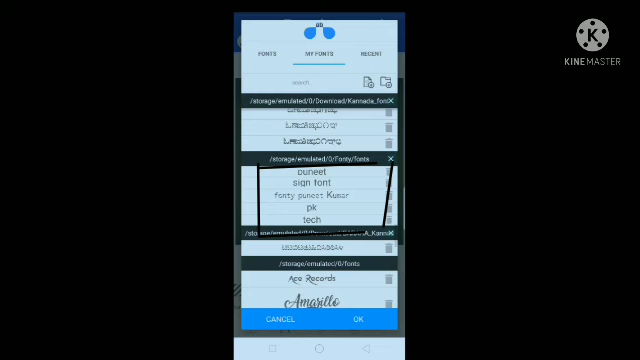 K
KINEMASTER
ab
FONTS MY FONTS RECENT
search
/storage/emulated/0/Download/Kannada_font
/storage/emulated/0/Fonty/fonts
puneet
sign font
fonty puneet Kumar
pk
tech
/storage/emulated/0/fonts
Ace Records
Amarillo
CANCEL OK